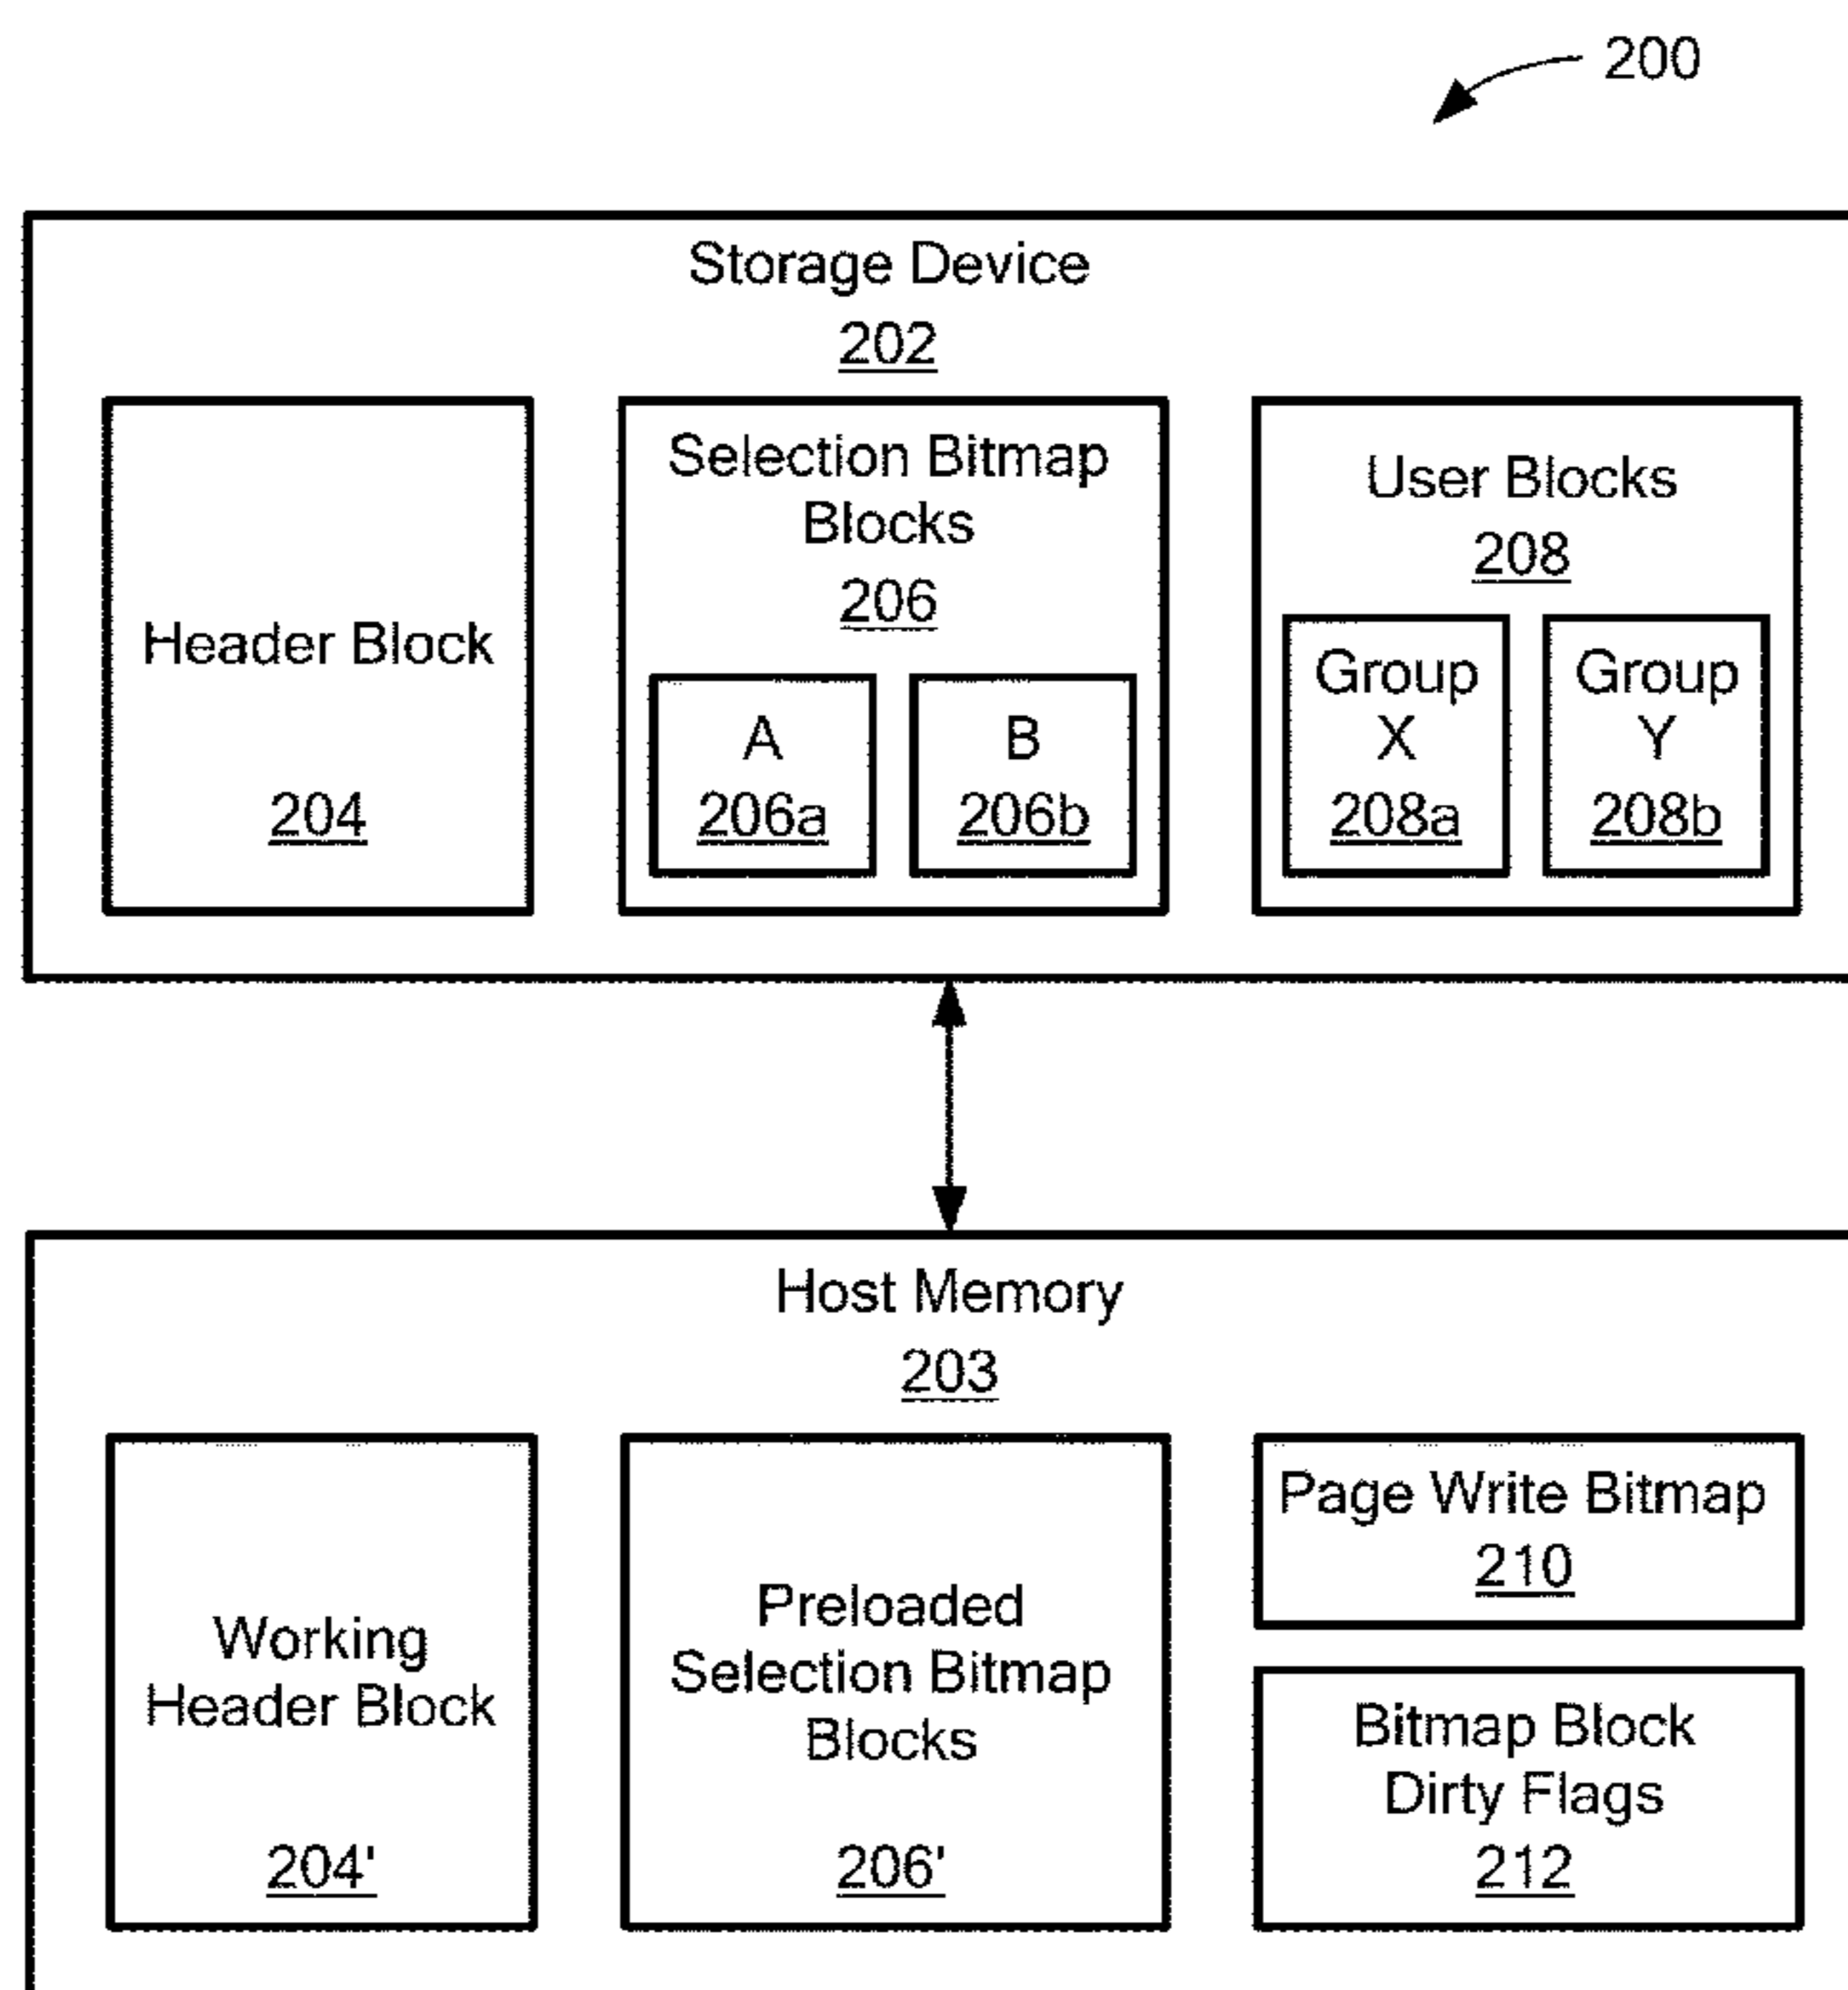 200
Storage Device
202
Header Block
204
Selection Bitmap
Blocks
206
A
206a
B
206b
User Blocks
208
Group
X
208a
Group
Y
208b
Host Memory
203
Working
Header Block
204'
Preloaded
Selection Bitmap
Blocks
206'
Page Write Bitmap
210
Bitmap Block
Dirty Flags
212